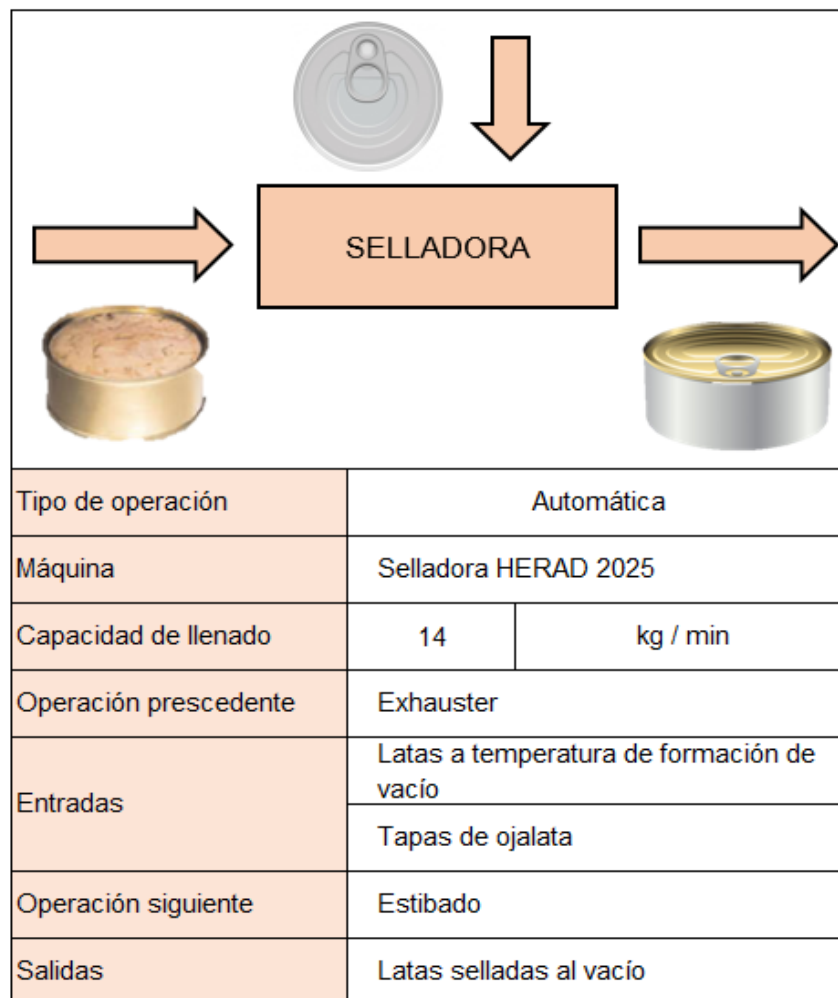 SELLADORA
Tipo de operación Automática
Máquina Selladora HERAD 2025
Capacidad de llenado 14 kg / min
Operación prescedente Exhauster
Entradas
Latas a temperatura de formación de
vacío
Tapas de ojalata
Operación siguiente Estibado
Salidas Latas selladas al vacío